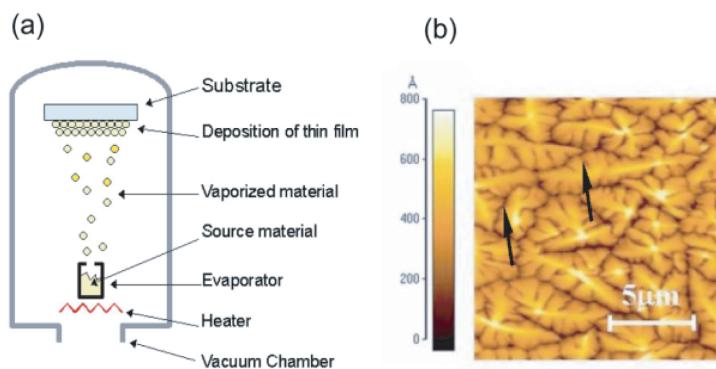 (a)
Substrate
Deposition of thin film
Vaporized material
Source material
Evaporator
Heater
Vacuum Chamber
(b)
Å
800
600
400
200
0
5µm